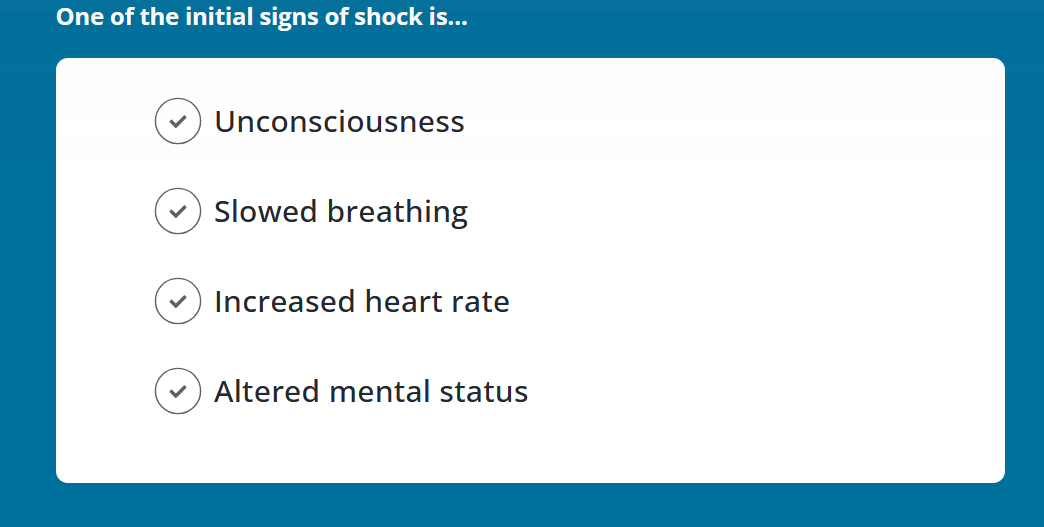 One of the initial signs of shock is...
Unconsciousness
Slowed breathing
Increased heart rate
Altered mental status